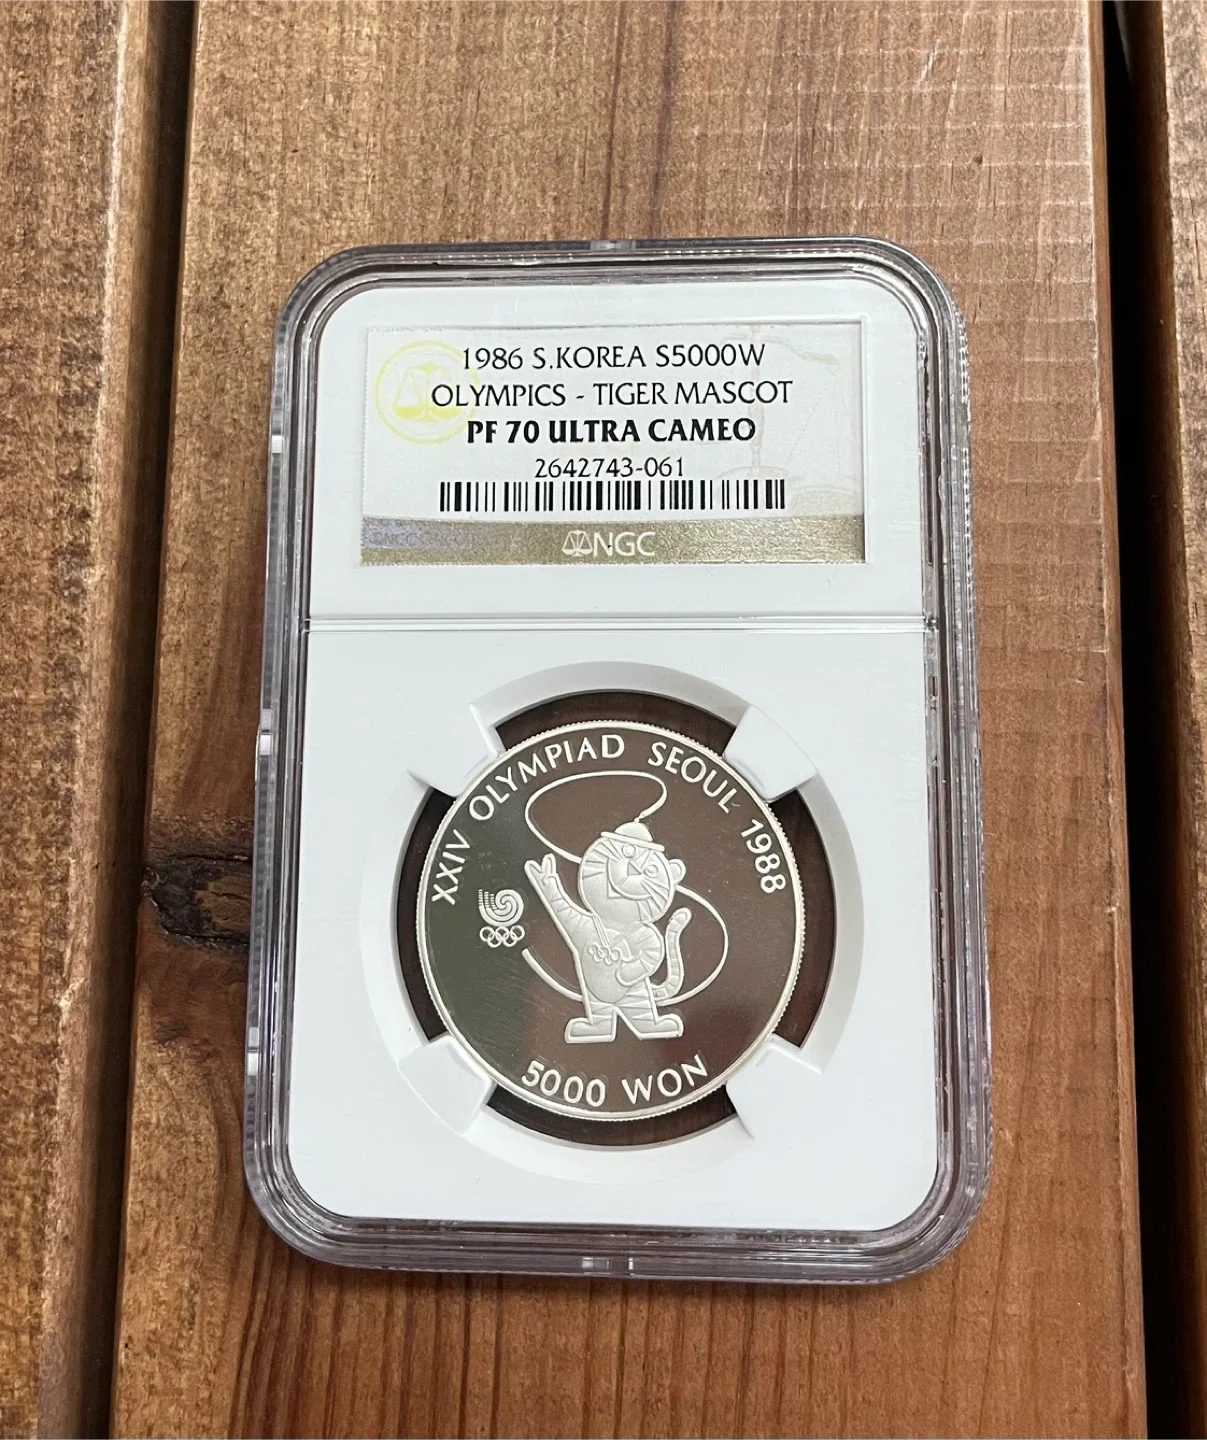 1986 S.KOREA S5000W
OLYMPICS - TIGER MASCOT
PF 70 ULTRA CAMEO
2642743-061
NGC
XXIV OLYMPIAD SEOUL 1988
5000 WON